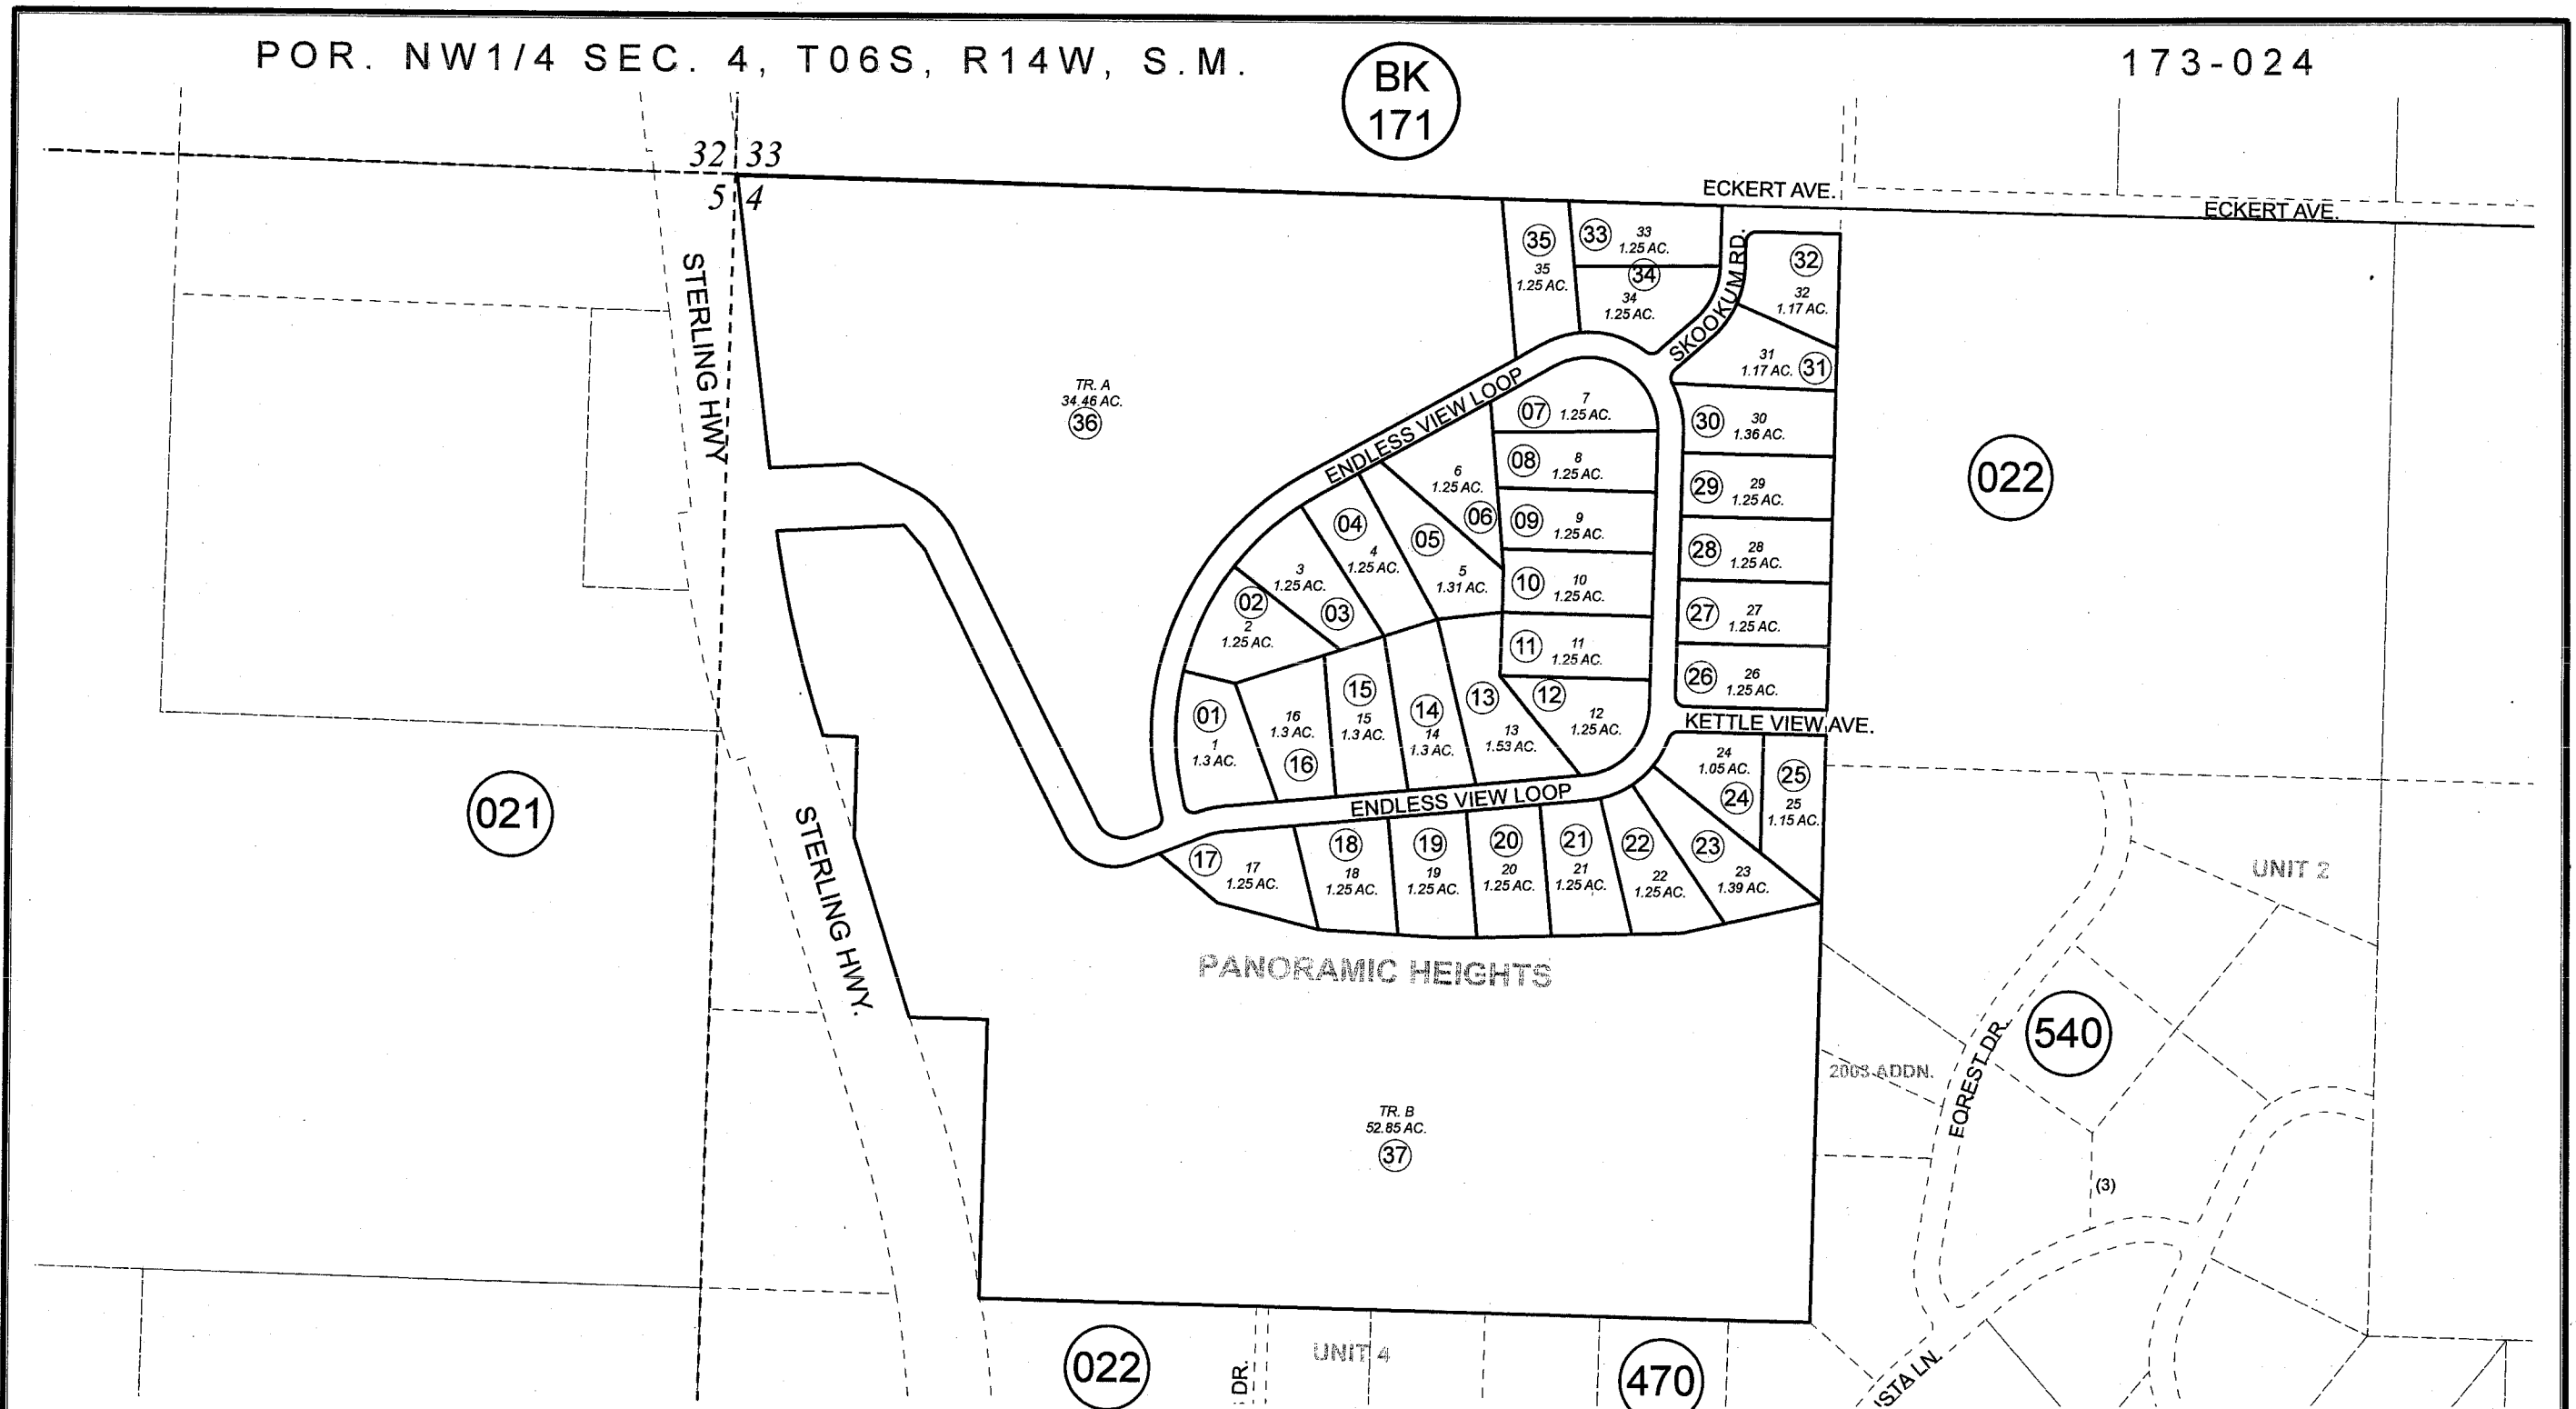 POR. NW1/4 SEC. 4, T06S, R14W, S.M.
BK
171
173-024
32 33
5 4
ECKERT AVE.
ECKERT AVE.
STERLING HWY
SKOOKUM RD.
35
35
1.25 AC.
33
33
1.25 AC.
34
34
1.25 AC.
32
32
1.17 AC.
31
1.17 AC.
31
TR. A
34.46 AC.
36
ENDLESS VIEW LOOP
07
7
1.25 AC.
30
30
1.36 AC.
08
8
1.25 AC.
29
29
1.25 AC.
022
6
1.25 AC.
06
09
9
1.25 AC.
28
28
1.25 AC.
04
4
1.25 AC.
05
5
1.31 AC.
10
10
1.25 AC.
27
27
1.25 AC.
3
1.25 AC.
03
02
2
1.25 AC.
11
11
1.25 AC.
26
26
1.25 AC.
01
1
1.3 AC.
16
1.3 AC.
16
15
15
1.3 AC.
14
14
1.3 AC.
13
13
1.53 AC.
12
12
1.25 AC.
KETTLE VIEW AVE.
24
1.05 AC.
24
25
25
1.15 AC.
021
STERLING HWY.
ENDLESS VIEW LOOP
17
17
1.25 AC.
18
18
1.25 AC.
19
19
1.25 AC.
20
20
1.25 AC.
21
21
1.25 AC.
22
22
1.25 AC.
23
23
1.39 AC.
UNIT 2
PANORAMIC HEIGHTS
540
FOREST DR.
ADDN.
TR. B
52.85 AC.
37
(3)
022
DR.
UNIT 4
470
STA LN.